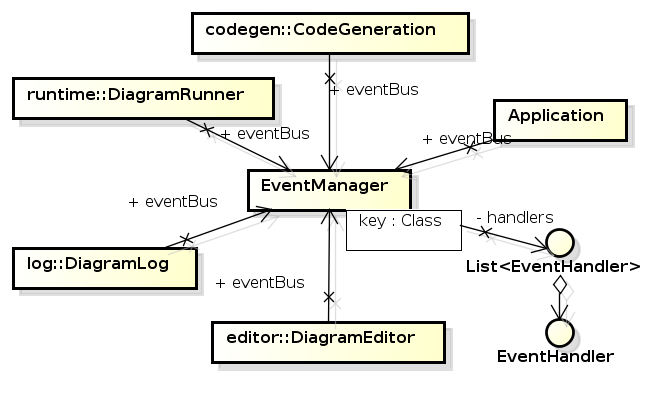 codegen::CodeGeneration
runtime::DiagramRunner
+ eventBus
Application
+ eventBus
+ eventBus
EventManager
+ eventBus
key : Class
- handlers
log::DiagramLog
List<EventHandler>
+ eventBus
editor::DiagramEditor
EventHandler